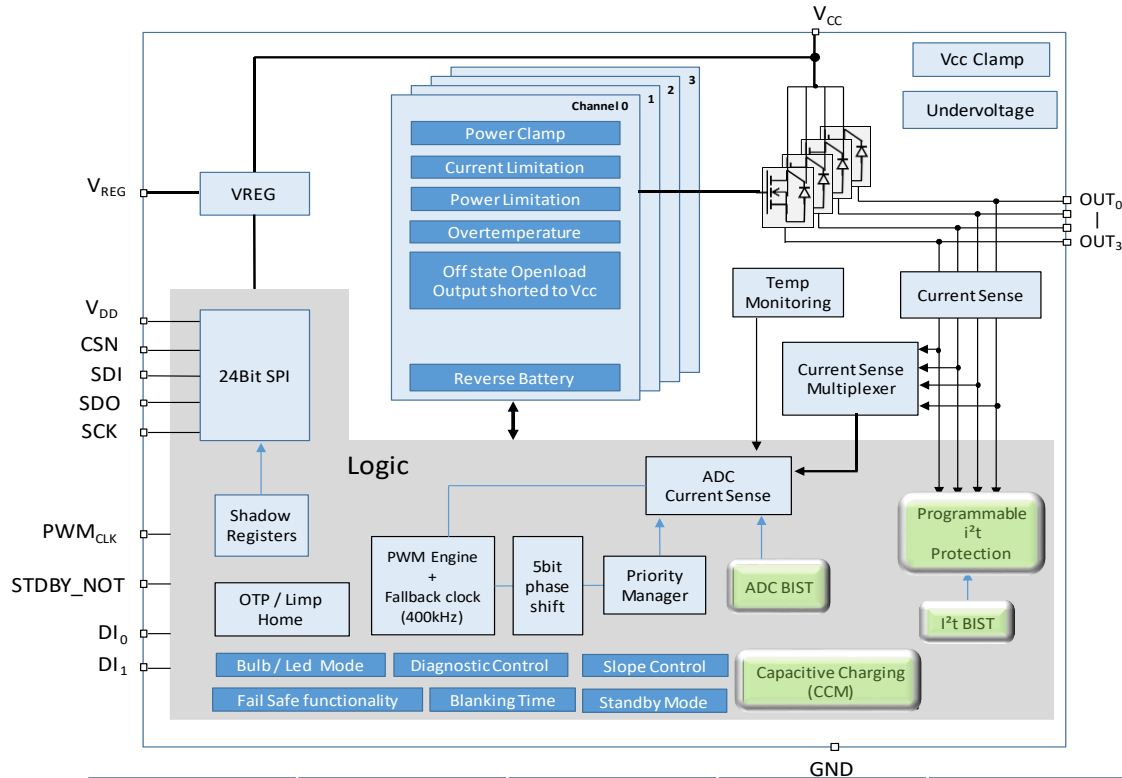 VCC
Vcc Clamp
Undervoltage
3
2
1
Channel 0
Power Clamp
Current Limitation
Power Limitation
Overtemperature
Off state Openload
Output shorted to Vcc
Reverse Battery
VREG
VREG
OUT0
OUT3
Temp
Monitoring
Current Sense
Current Sense
Multiplexer
VDD
CSN
SDI
SDO
SCK
24Bit SPI
Logic
ADC
Current Sense
Programmable
i²t
Protection
Shadow
Registers
PWMCLK
STDBY_NOT
DI0
DI1
PWM Engine
+
Fallback clock
(400kHz)
5bit
phase
shift
Priority
Manager
ADC BIST
I²t BIST
OTP / Limp
Home
Bulb / Led Mode
Diagnostic Control
Slope Control
Capacitive Charging
(CCM)
Fail Safe functionality
Blanking Time
Standby Mode
GND